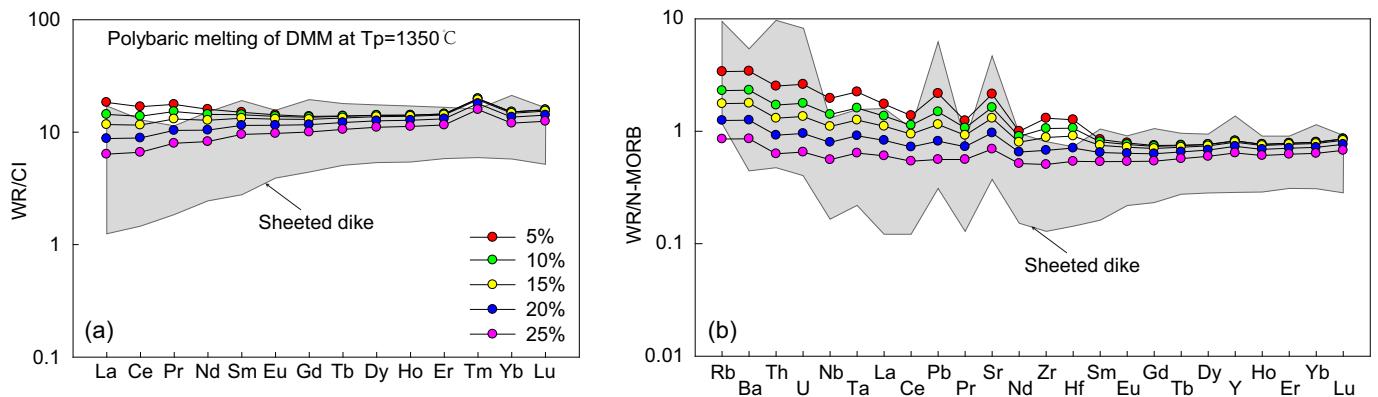 100
10
1
0.1
WR/CI
Polybaric melting of DMM at Tp=1350℃
Sheeted dike
5%
10%
15%
20%
25%
(a)
La Ce Pr Nd Sm Eu Gd Tb Dy Ho Er Tm Yb Lu
10
1
0.1
0.01
WR/N-MORB
Sheeted dike
(b)
Rb Th Nb La Pb Sr Zr Sm Gd Dy Ho Yb
Ba U Ta Ce Pr Nd Hf Eu Tb Y Er Lu